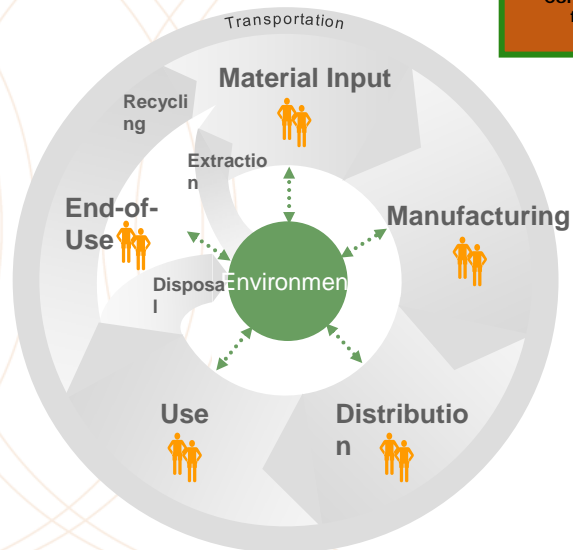 Transportation
Material Input
Recycli
ng
Extractio
n
End-of-
Use
Manufacturing
Disposa
l
Environmen
Use
Distributio
n